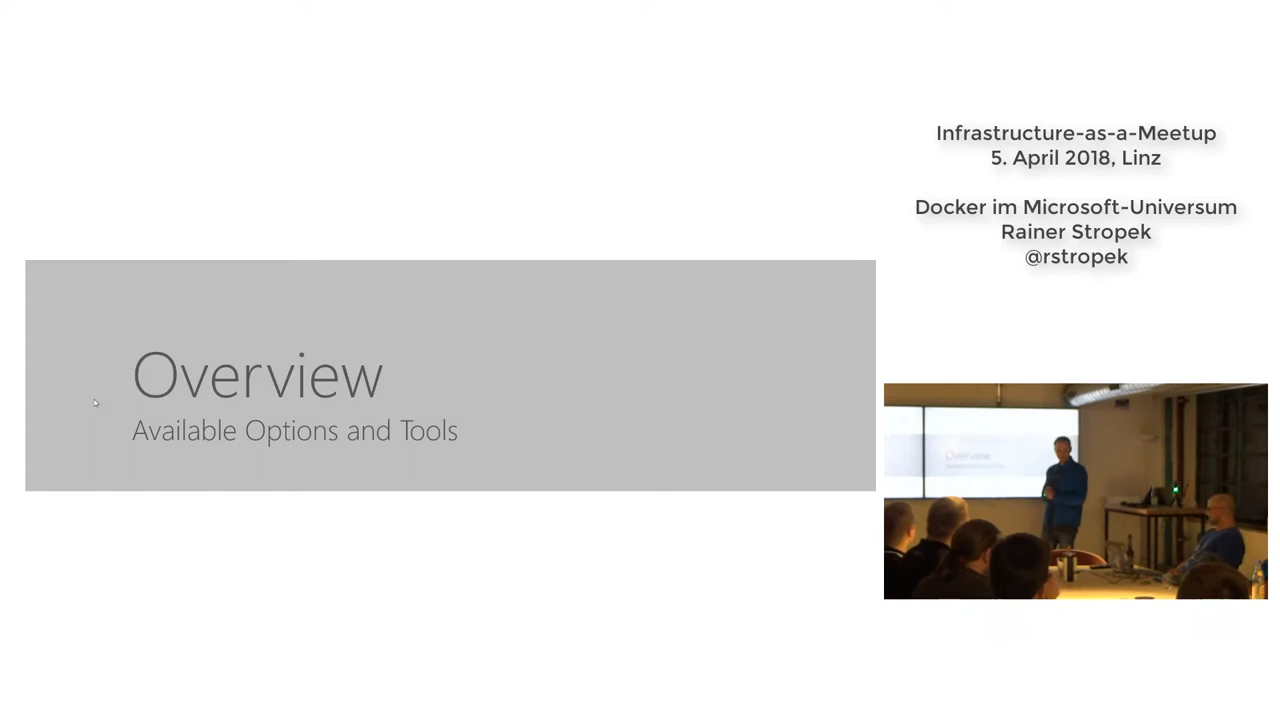 Infrastructure-as-a-Meetup
5. April 2018, Linz
Docker im Microsoft-Universum
Rainer Stropek
@rstropek
Overview
Available Options and Tools
Overview